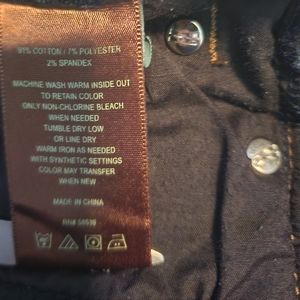 91% COTTON / 7% POLYESTER
2% SPANDEX
MACHINE WASH WARM INSIDE OUT
TO RETAIN COLOR
ONLY NON-CHLORINE BLEACH
WHEN NEEDED
TUMBLE DRY LOW
OR LINE DRY
WARM IRON AS NEEDED
WITH SYNTHETIC SETTINGS
COLOR MAY TRANSFER
WHEN NEW
MADE IN CHINA